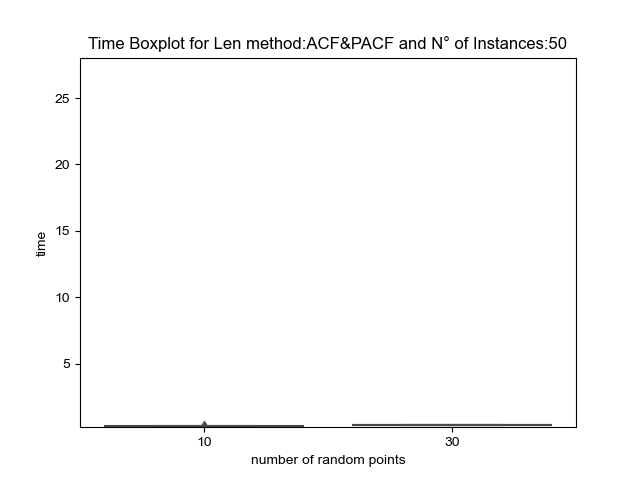 Time Boxplot for Len method:ACF&PACF and N° of Instances:50
25
20
15
10
5
time
10 30
number of random points